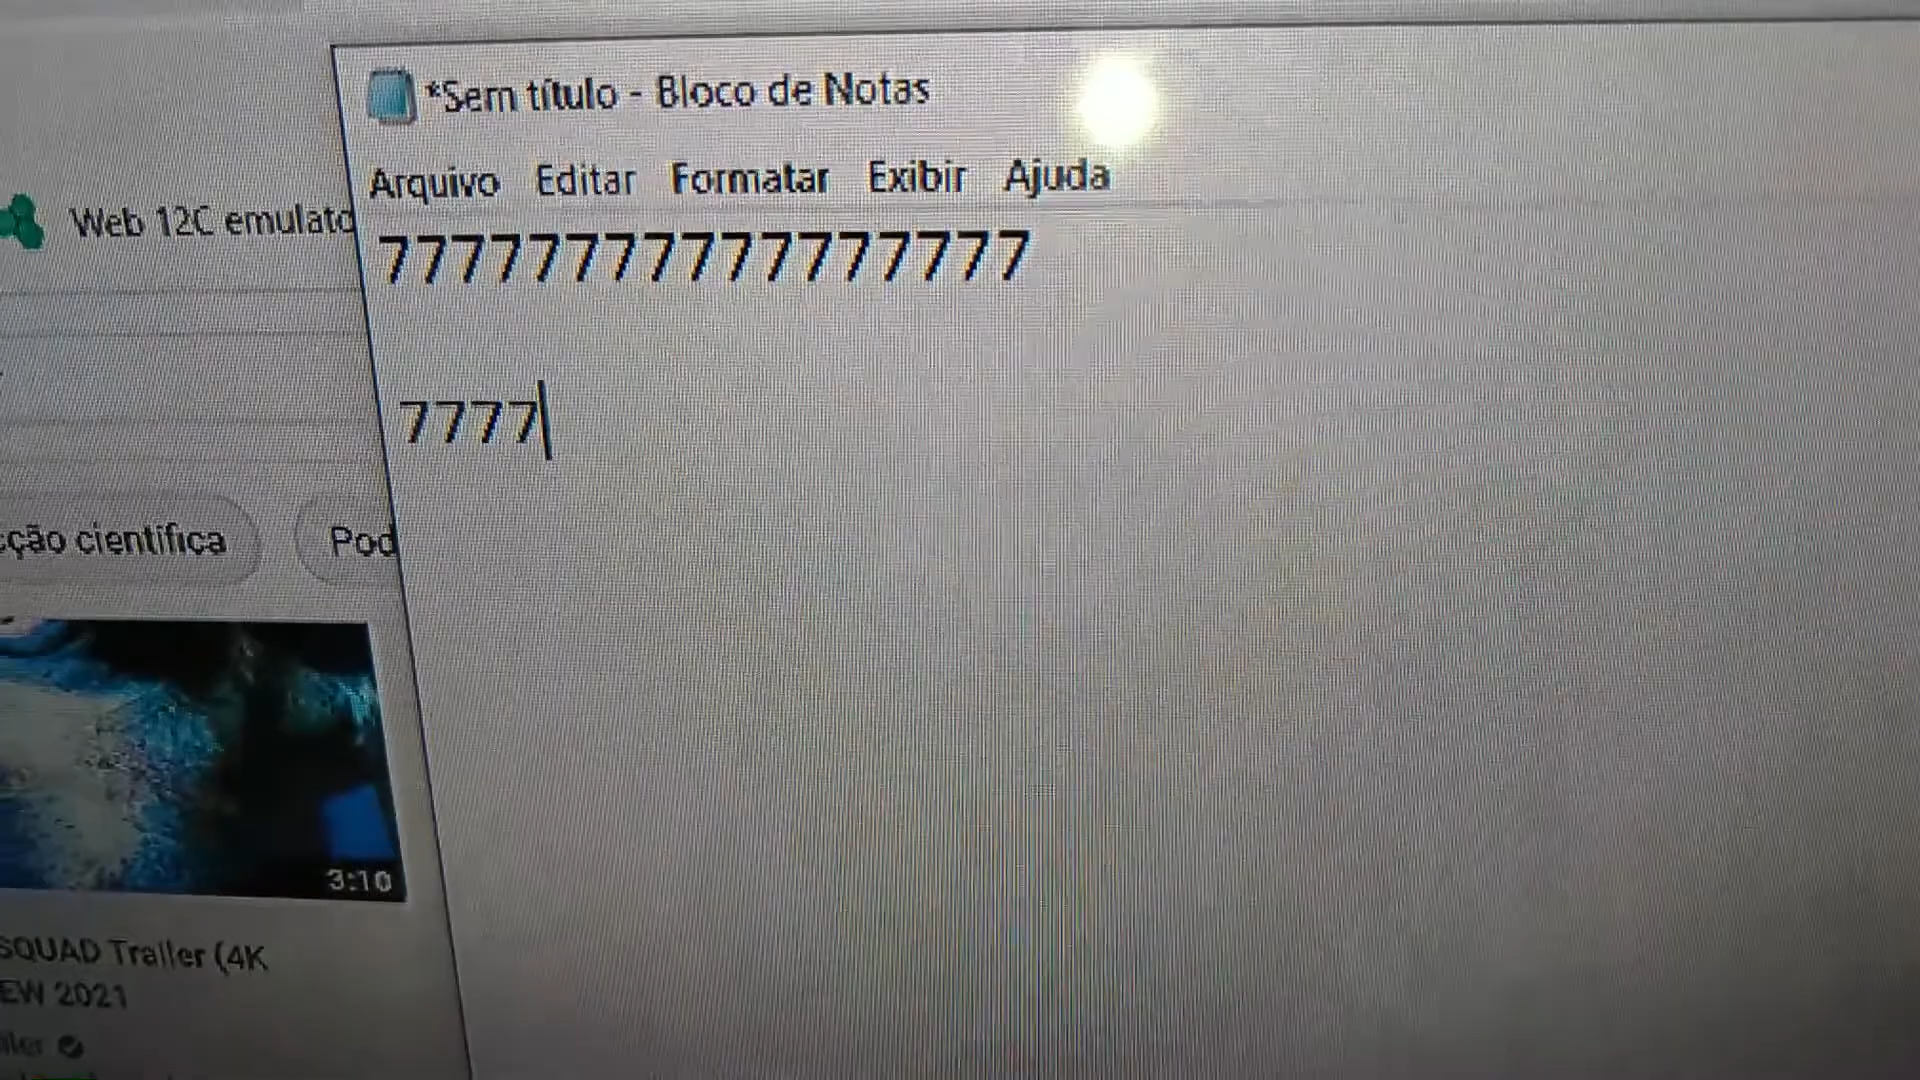 *Sem título - Bloco de Notas
Arquivo Editar Formatar Exibir Ajuda
77777777777777777
7777
Web 12C emulato
cção científica
Pod
3:10
SQUAD Trailer (4K
EW 2021